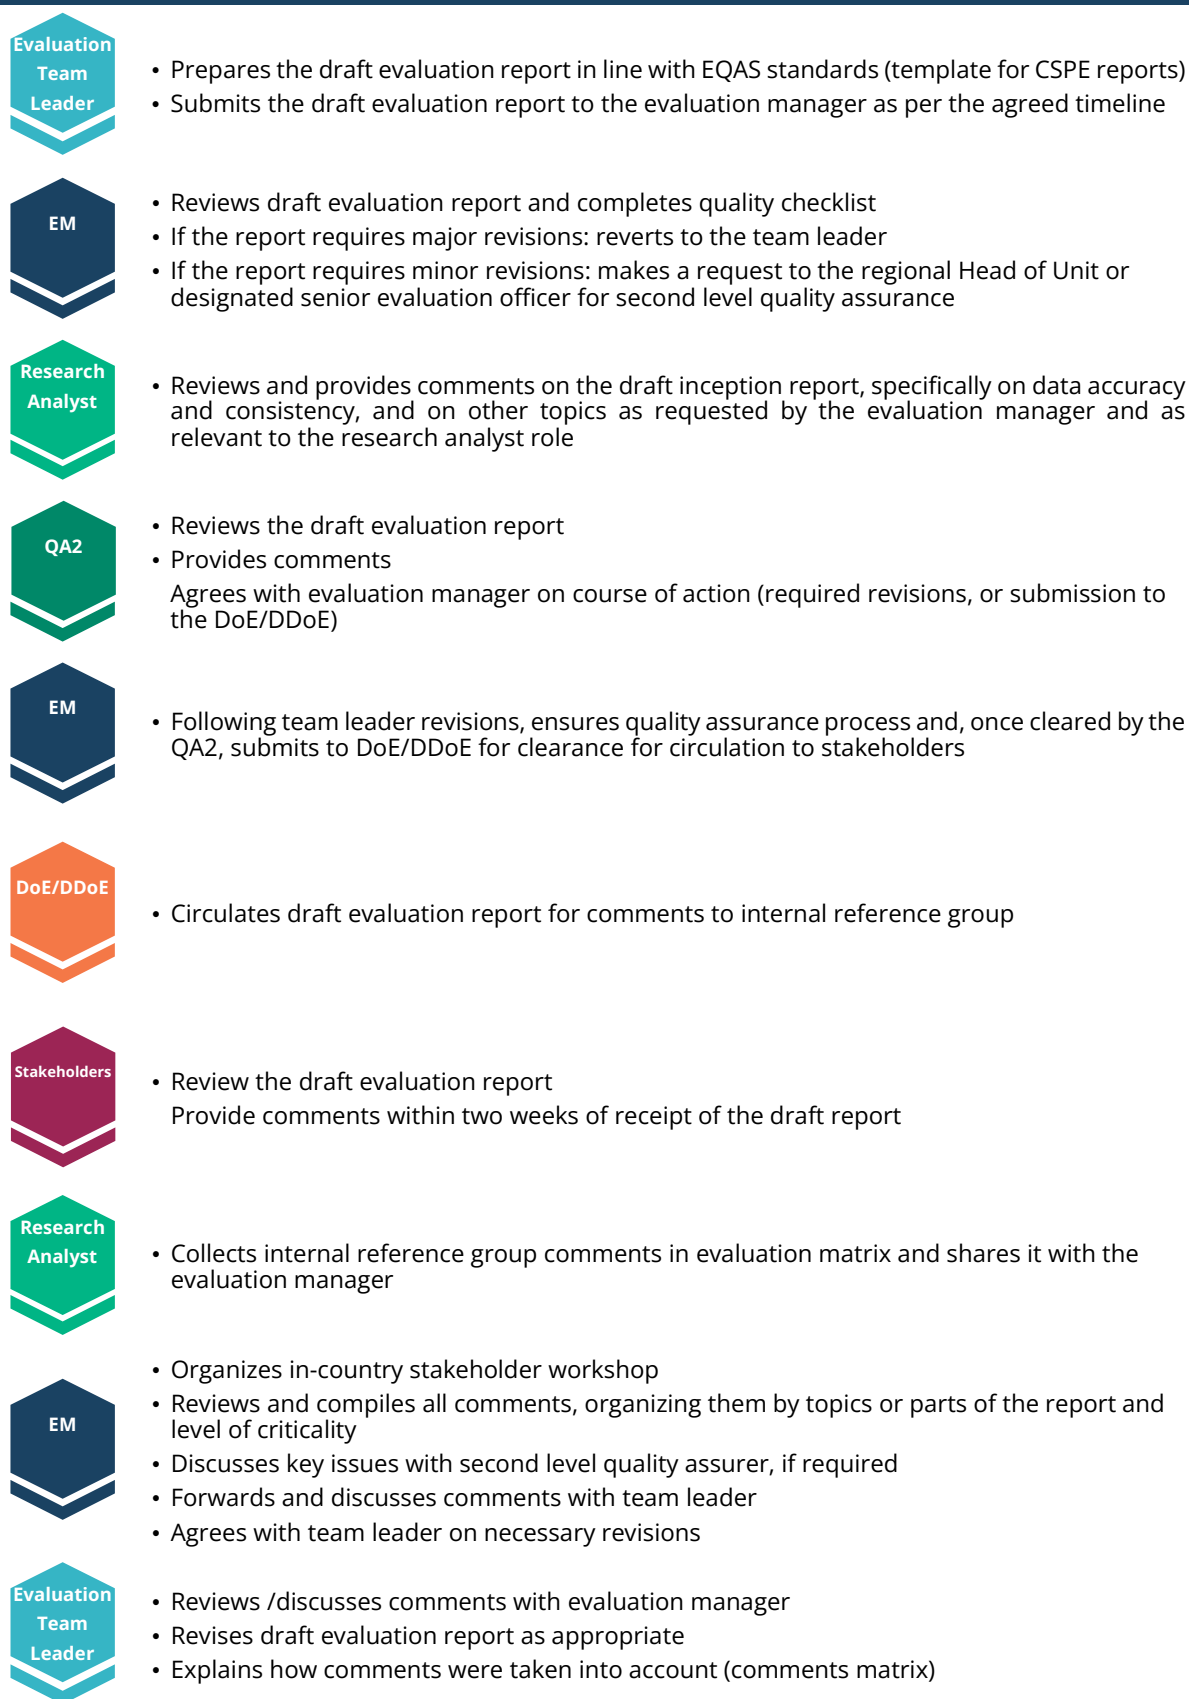 Evaluation
Team
Leader
• Prepares the draft evaluation report in line with EQAS standards (template for CSPE reports)
• Submits the draft evaluation report to the evaluation manager as per the agreed timeline
EM
• Reviews draft evaluation report and completes quality checklist
• If the report requires major revisions: reverts to the team leader
• If the report requires minor revisions: makes a request to the regional Head of Unit or
designated senior evaluation officer for second level quality assurance
Research
Analyst
• Reviews and provides comments on the draft inception report, specifically on data accuracy
and consistency, and on other topics as requested by the evaluation manager and as
relevant to the research analyst role
QA2
• Reviews the draft evaluation report
• Provides comments
Agrees with evaluation manager on course of action (required revisions, or submission to
the DoE/DDoE)
EM
• Following team leader revisions, ensures quality assurance process and, once cleared by the
QA2, submits to DoE/DDoE for clearance for circulation to stakeholders
DoE/DDoE
• Circulates draft evaluation report for comments to internal reference group
Stakeholders
• Review the draft evaluation report
Provide comments within two weeks of receipt of the draft report
Research
Analyst
• Collects internal reference group comments in evaluation matrix and shares it with the
evaluation manager
EM
• Organizes in-country stakeholder workshop
• Reviews and compiles all comments, organizing them by topics or parts of the report and
level of criticality
• Discusses key issues with second level quality assurer, if required
• Forwards and discusses comments with team leader
• Agrees with team leader on necessary revisions
Evaluation
Team
Leader
• Reviews /discusses comments with evaluation manager
• Revises draft evaluation report as appropriate
• Explains how comments were taken into account (comments matrix)